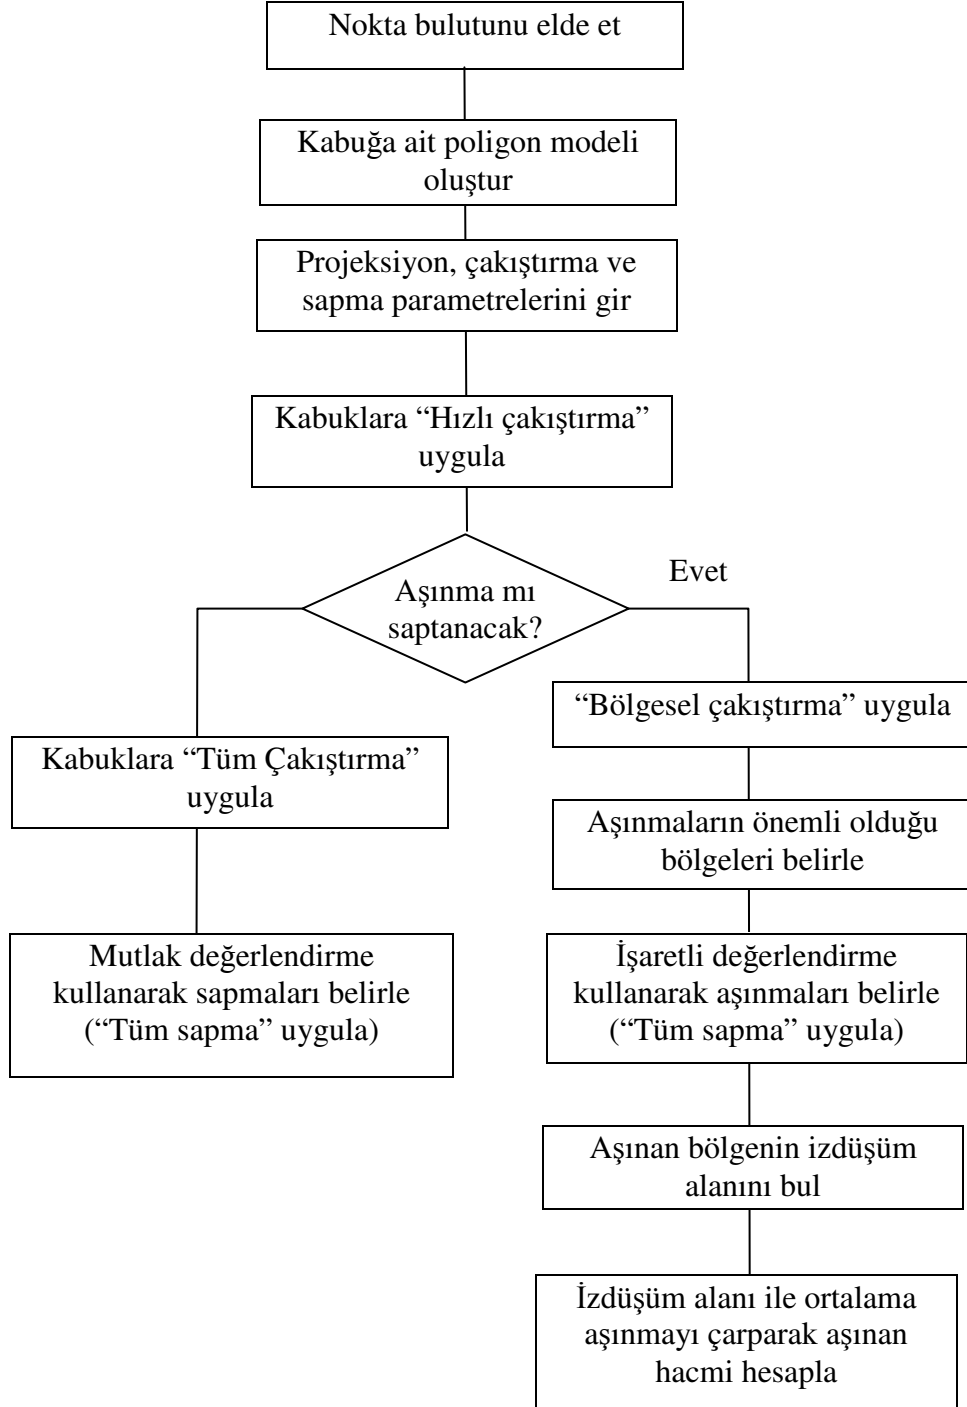 Nokta bulutunu elde et
Kabuğa ait poligon modeli
oluştur
Projeksiyon, çakıştırma ve
sapma parametrelerini gir
Kabuklara “Hızlı çakıştırma”
uygula
Aşınma mı
saptanacak?
Evet
Kabuklara “Tüm Çakıştırma”
uygula
Mutlak değerlendirme
kullanarak sapmaları belirle
(“Tüm sapma” uygula)
“Bölgesel çakıştırma” uygula
Aşınmaların önemli olduğu
bölgeleri belirle
İşaretli değerlendirme
kullanarak aşınmaları belirle
(“Tüm sapma” uygula)
Aşınan bölgenin izdüşüm
alanını bul
İzdüşüm alanı ile ortalama
aşınmayı çarparak aşınan
hacmi hesapla